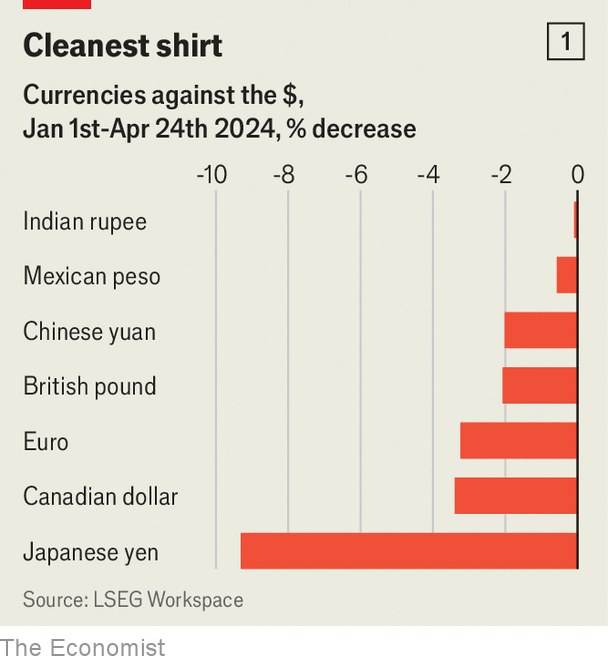 Cleanest shirt
1
Currencies against the $,
Jan 1st-Apr 24th 2024, % decrease
-10 -8 -6 -4 -2 0
Indian rupee
Mexican peso
Chinese yuan
British pound
Euro
Canadian dollar
Japanese yen
Source: LSEG Workspace
The Economist